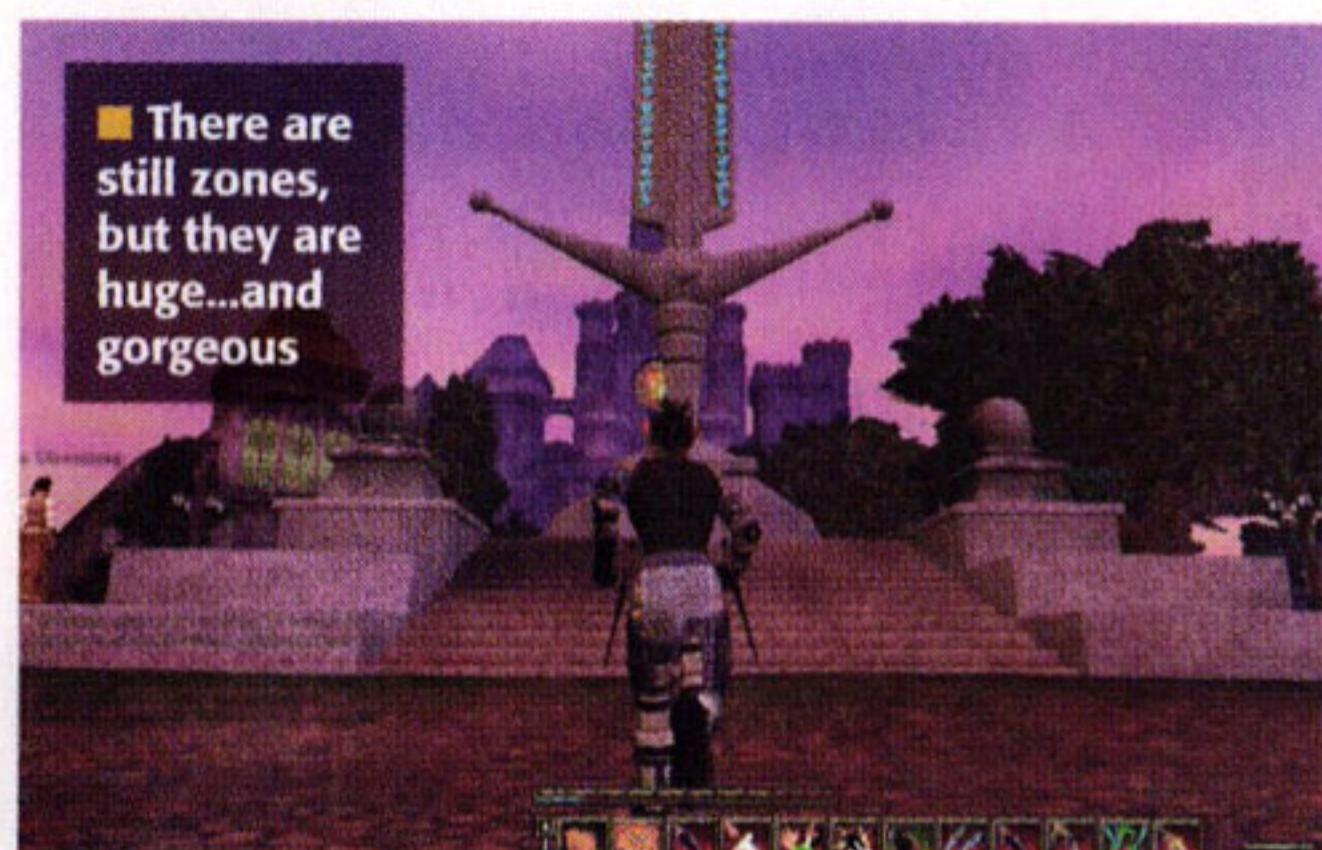 There are
still zones,
but they are
huge...and
gorgeous